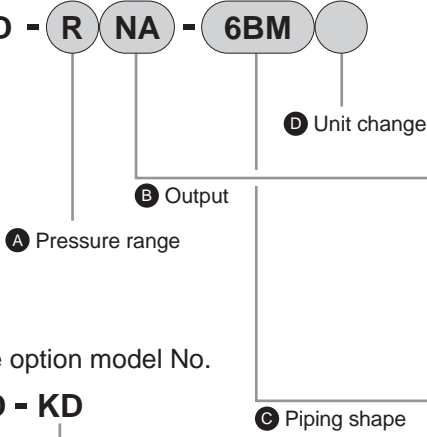 D - R NA - 6BM
D Unit change
B Output
A Pressure range
e option model No.
D - KD
C Piping shape